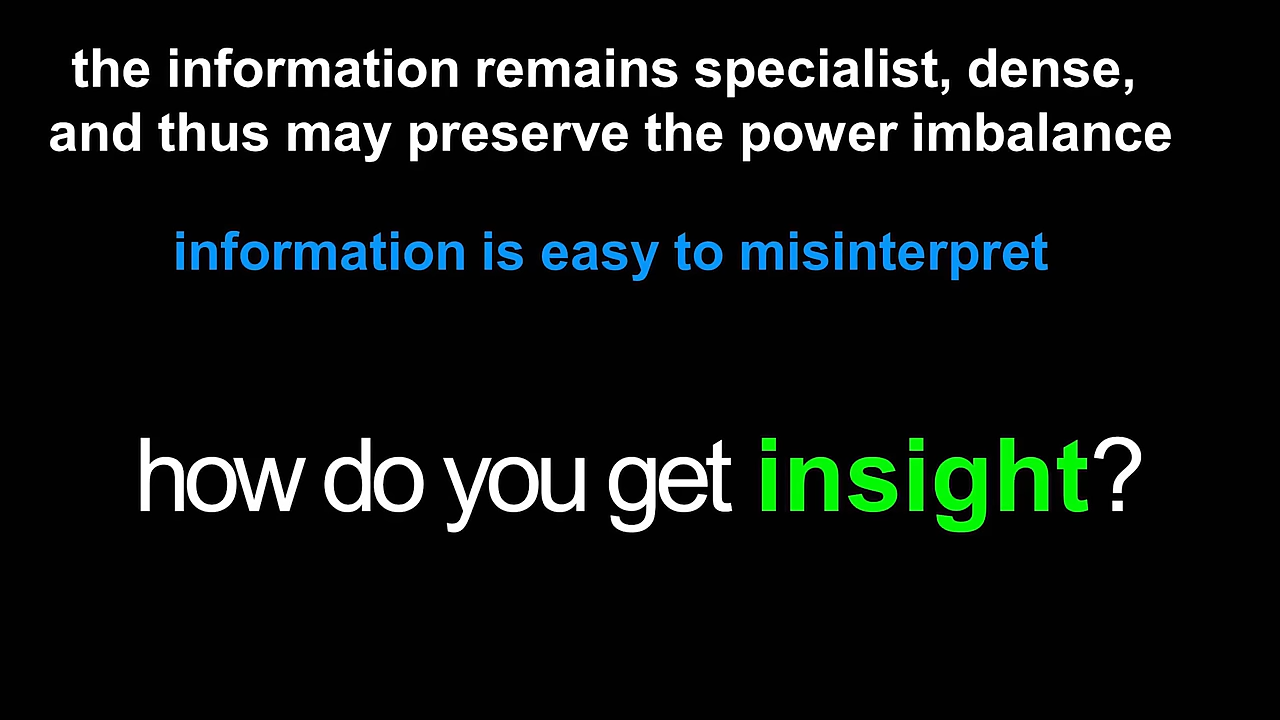 the information remains specialist, dense,
and thus may preserve the power imbalance
information is easy to misinterpret
how do you get insight?